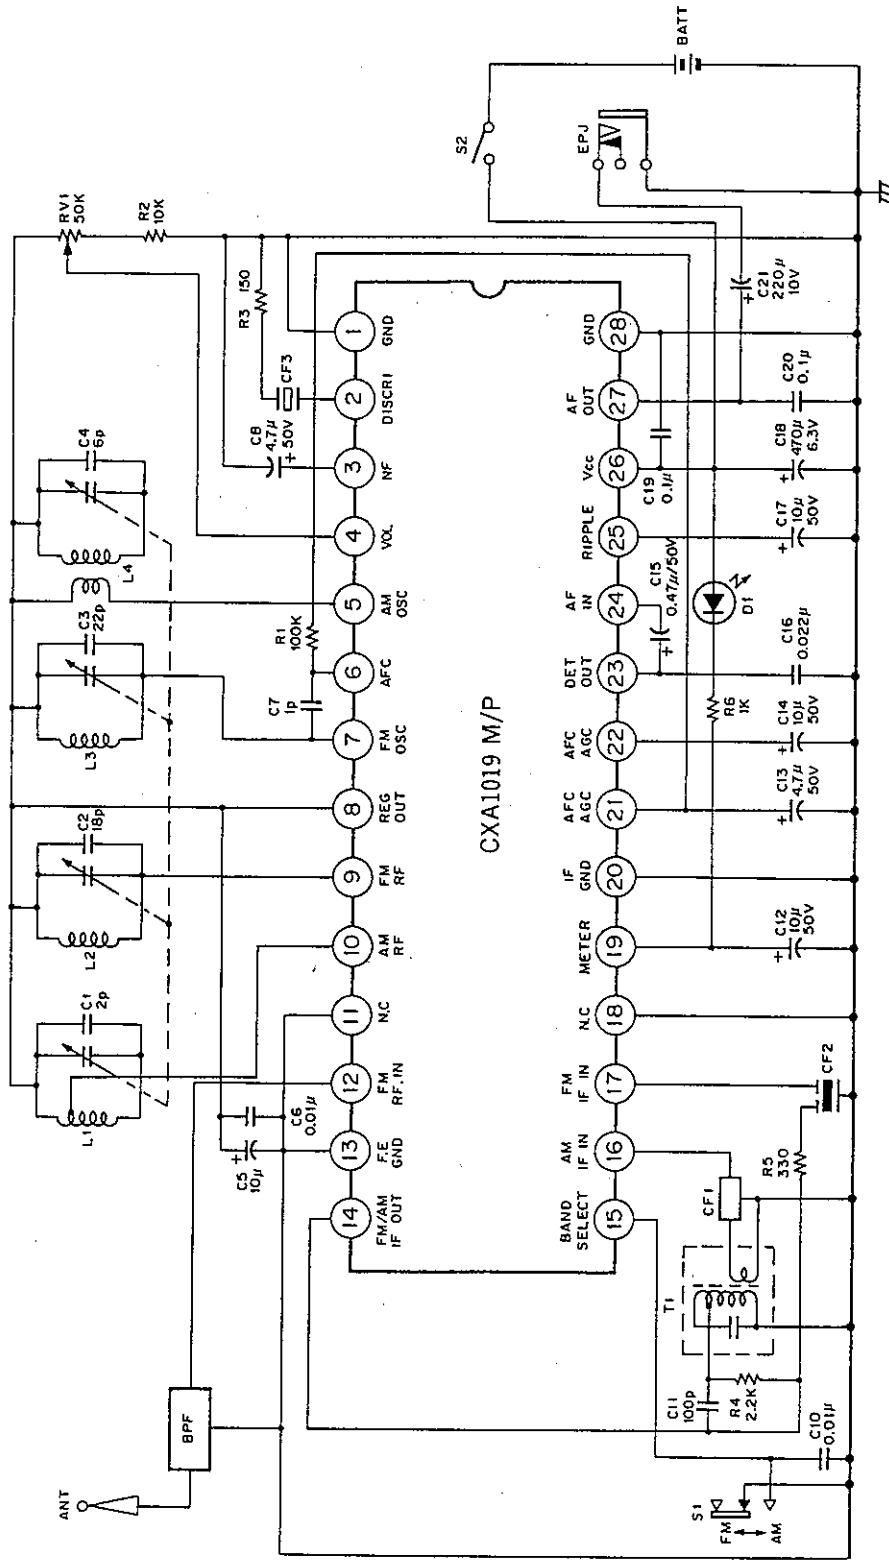 ANT
BPF
L1
C1
2p
L2
C2
18p
L3
C3
22p
L4
C4
6p
RV1
50K
R2
10K
C5
10µ
+
C6
0.01µ
C7
1p
R1
100K
C8
4.7µ
+ 50V
CF3
R3 150
14
13
12
11
10
9
8
7
6
5
4
3
2
1
FM/AM
IF OUT
F.E
GND
FM
RF. IN
N.C
AM
RF
FM
RF
REG
OUT
FM
OSC
AFC
AM
OSC
VOL
NF
DISCRI
GND
CXA1019 M/P
BAND
SELECT
AM
IF IN
FM
IF IN
N.C
METER
IF
GND
AFC
AGC
AFC
AGC
DET
OUT
AF
IN
RIPPLE
Vcc
AF
OUT
GND
15
16
17
18
19
20
21
22
23
24
25
26
27
28
S2
BATT
EPJ
C19
0.1µ
+
C15
0.47µ/50V
+
C21
220µ
10V
T1
CF1
C11
100p
R4
2.2K
R5
330
CF2
R6
1K
D1
S1
FM
AM
C10
0.01µ
+
C12
10µ
50V
+
C13
4.7µ
50V
+
C14
10µ
50V
C16
0.022µ
+
C17
10µ
50V
+
C18
470µ
6.3V
C20
0.1µ